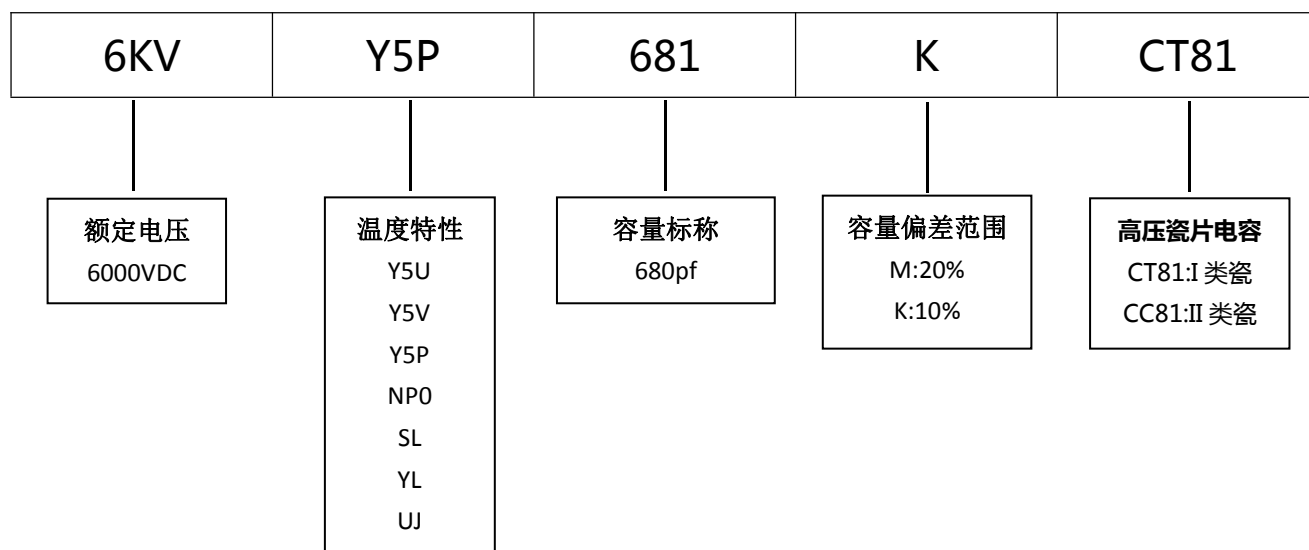 6KV Y5P 681 K CT81
额定电压
6000VDC
温度特性
Y5U
Y5V
Y5P
NP0
SL
YL
UJ
容量标称
680pf
容量偏差范围
M:20%
K:10%
高压瓷片电容
CT81:I 类瓷
CC81:II 类瓷